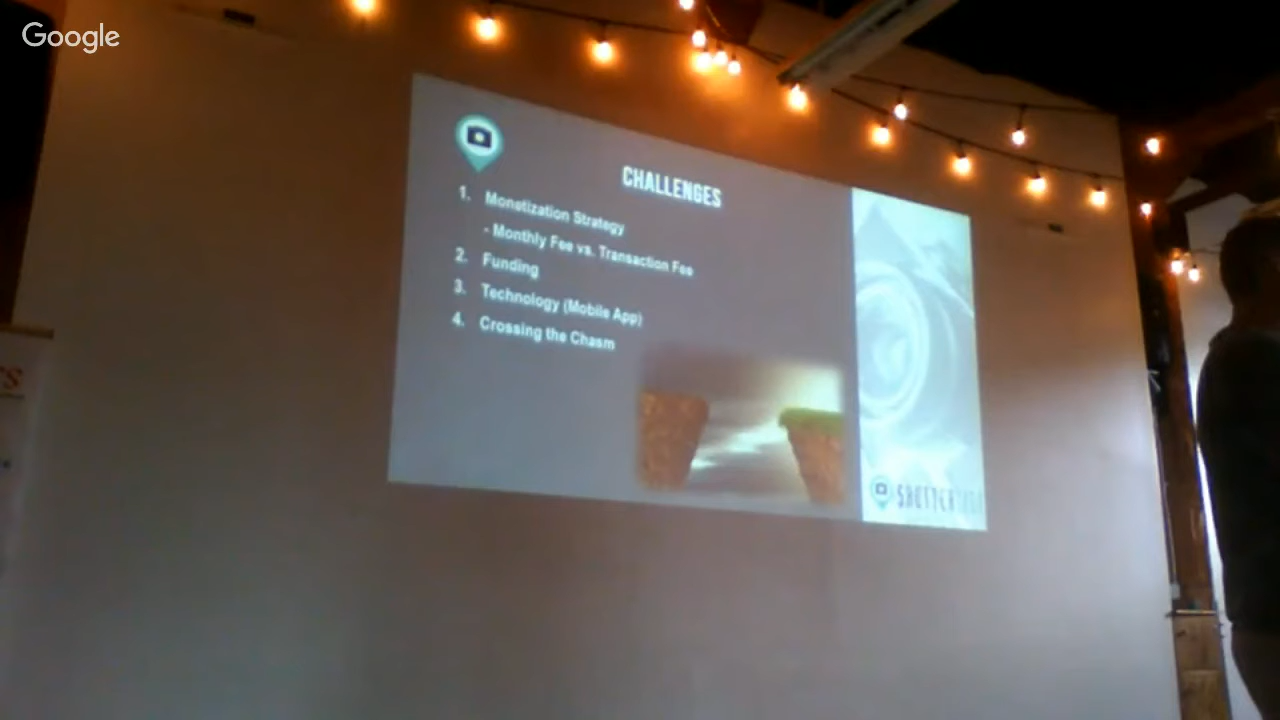 Google
CHALLENGES
1. Monetization Strategy
- Monthly Fee vs. Transaction Fee
2. Funding
3. Technology (Mobile App)
4. Crossing the Chasm